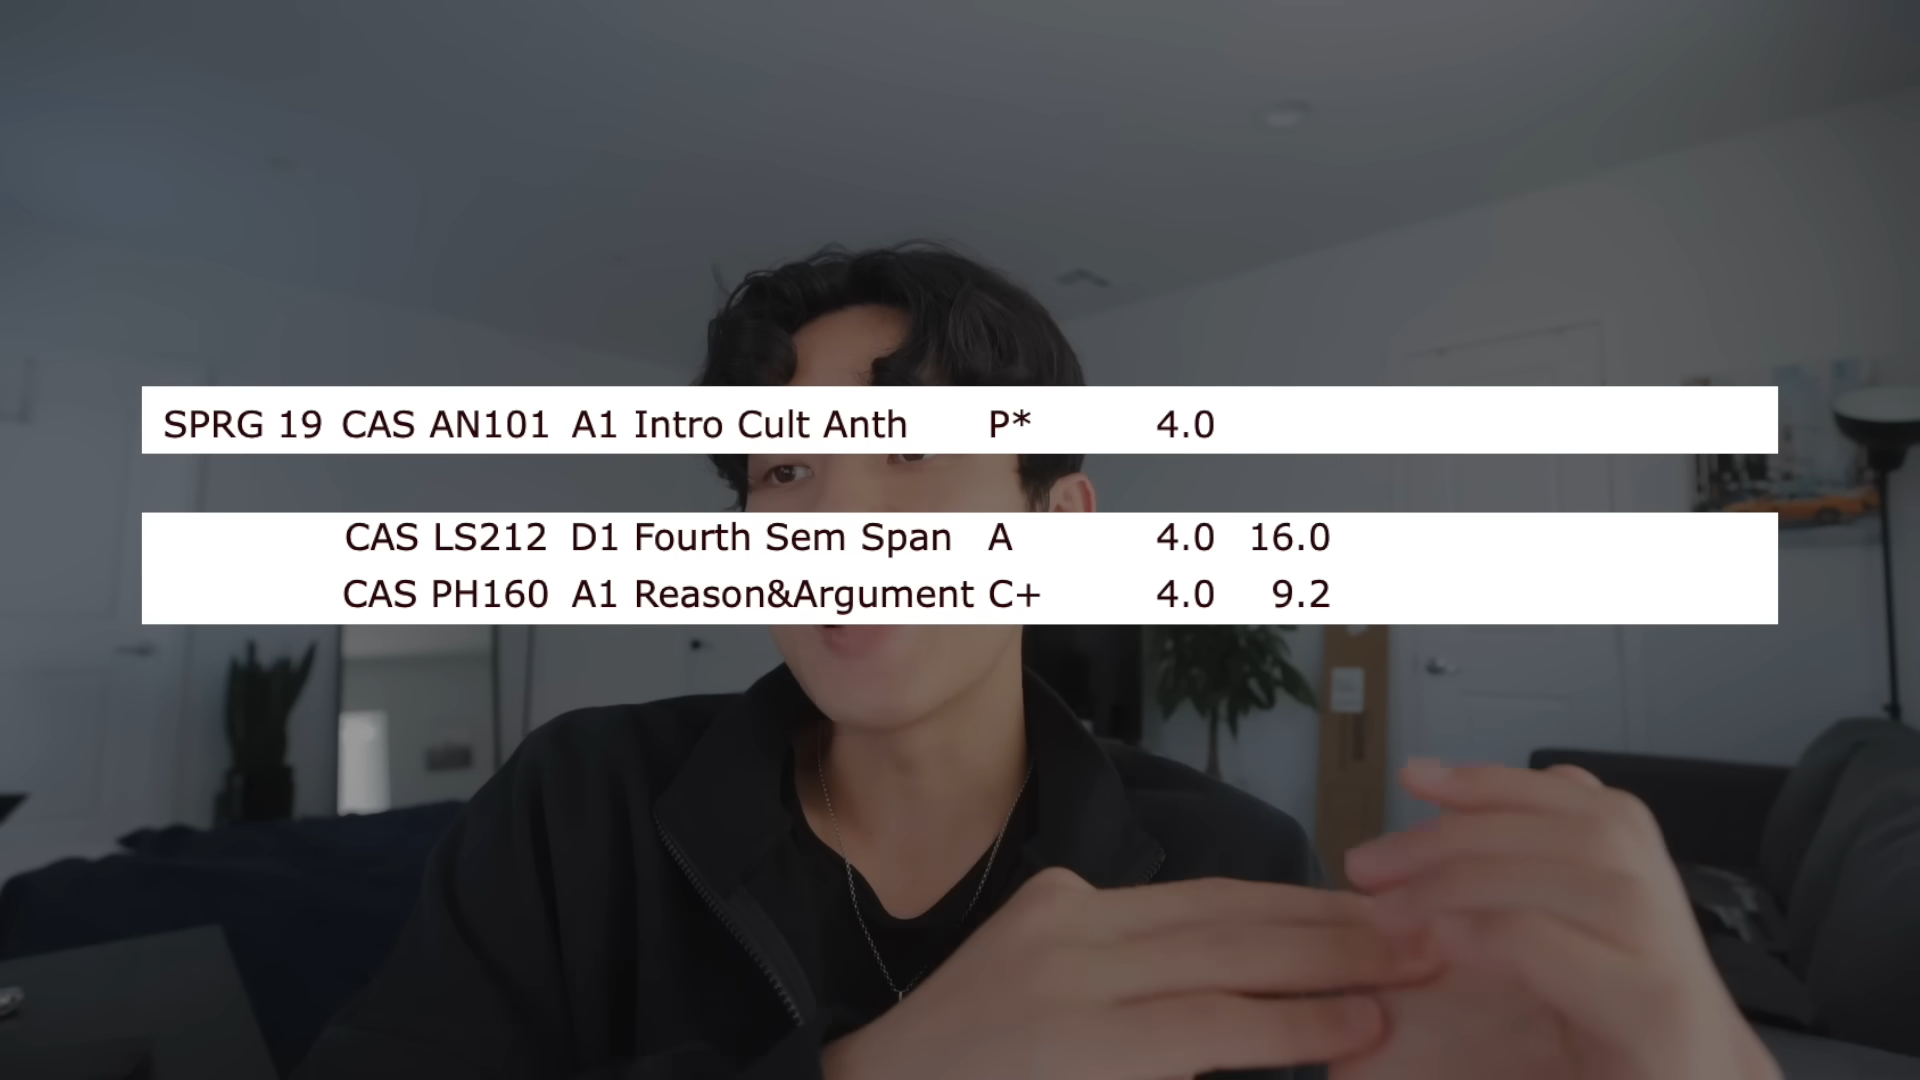 SPRG 19 CAS AN101 A1 Intro Cult Anth P* 4.0
CAS LS212 D1 Fourth Sem Span A 4.0 16.0
CAS PH160 A1 Reason&Argument C+ 4.0 9.2